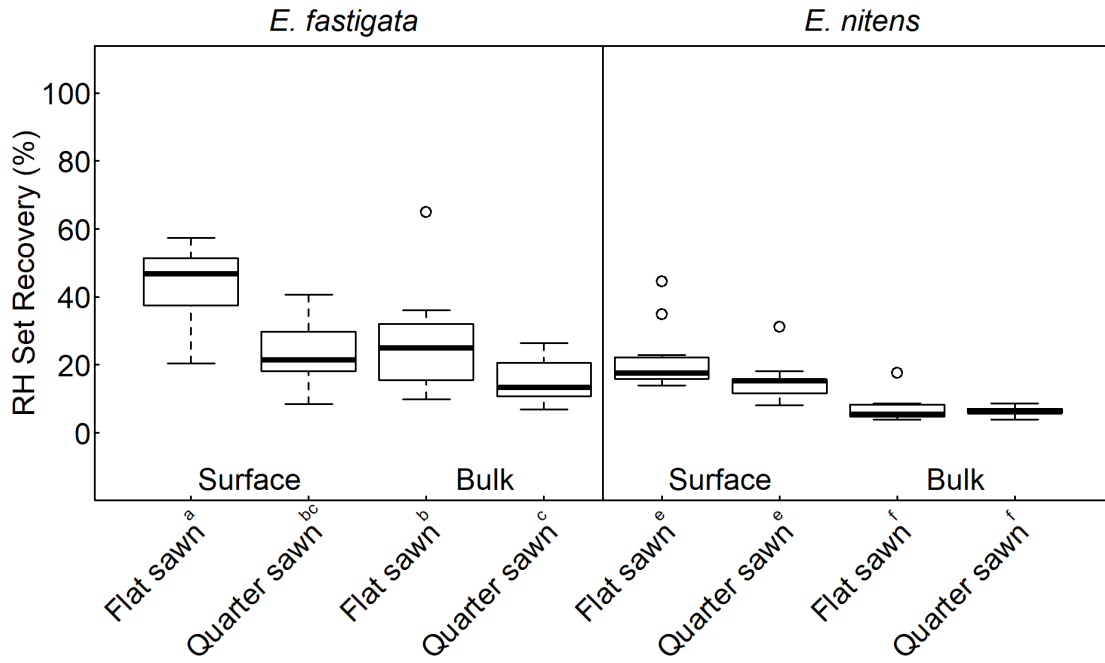 E. fastigata
E. nitens
RH Set Recovery (%)
100
80
60
40
20
0
Surface
Bulk
Surface
Bulk
Flat sawn a
Quarter sawn bc
Flat sawn b
Quarter sawn c
Flat sawn e
Quarter sawn e
Flat sawn f
Quarter sawn f